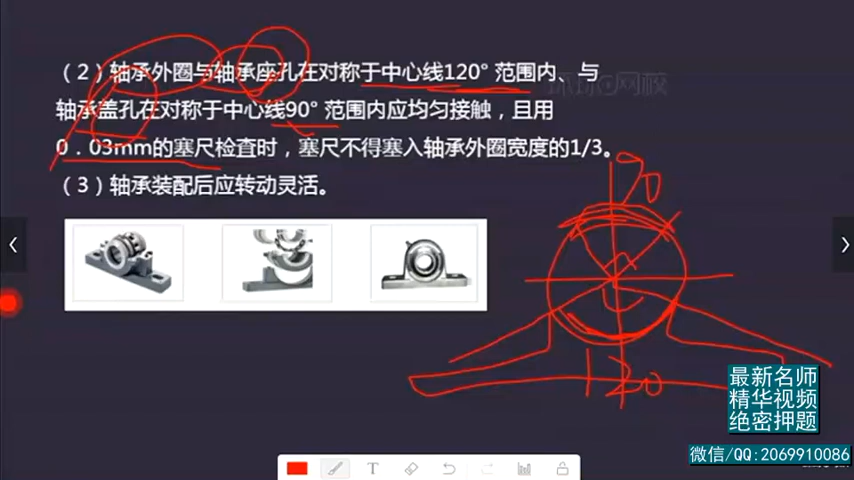 （2）轴承外圈与轴承座孔在对称于中心线120° 范围内、与
轴承盖孔在对称于中心线90° 范围内应均匀接触，且用
0．03mm的塞尺检查时，塞尺不得塞入轴承外圈宽度的1/3。
（3）轴承装配后应转动灵活。
90
120
最新名师
精华视频
绝密押题
微信/QQ:2069910086
T